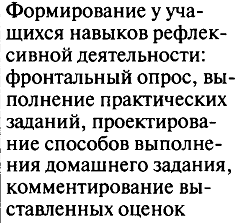 Формирование у уча-
щихся навыков рефлек-
сивной деятельности:
фронтальный опрос, вы-
полнение практических
заданий, проектирова-
ние способов выполне-
ния домашнего задания,
комментирование вы-
ставленных оценок